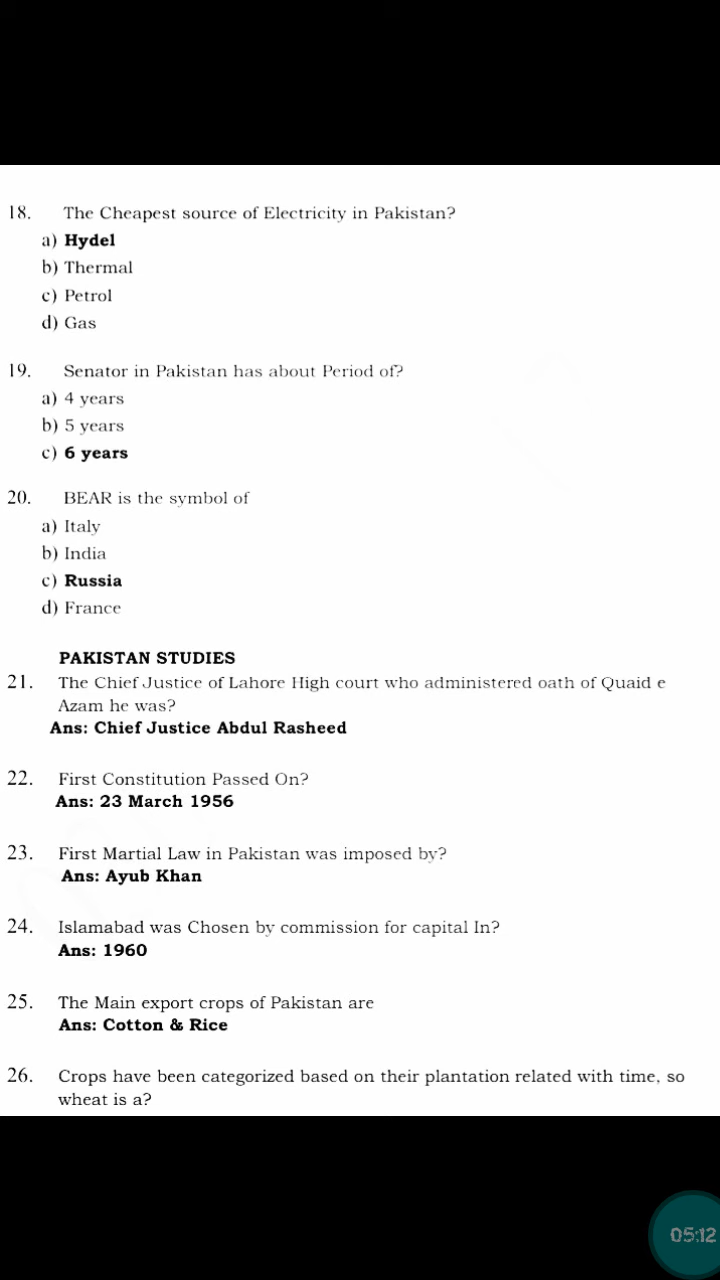 18. The Cheapest source of Electricity in Pakistan?
a) Hydel
b) Thermal
c) Petrol
d) Gas
19. Senator in Pakistan has about Period of?
a) 4 years
b) 5 years
c) 6 years
20. BEAR is the symbol of
a) Italy
b) India
c) Russia
d) France
PAKISTAN STUDIES
21. The Chief Justice of Lahore High court who administered oath of Quaid e
Azam he was?
Ans: Chief Justice Abdul Rasheed
22. First Constitution Passed On?
Ans: 23 March 1956
23. First Martial Law in Pakistan was imposed by?
Ans: Ayub Khan
24. Islamabad was Chosen by commission for capital In?
Ans: 1960
25. The Main export crops of Pakistan are
Ans: Cotton & Rice
26. Crops have been categorized based on their plantation related with time, so
wheat is a?
05:12